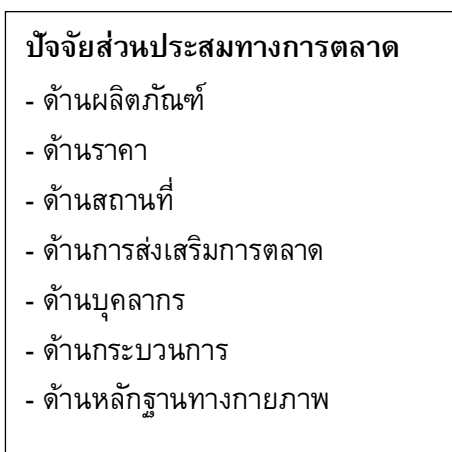 ปัจจัยส่วนประสมทางการตลาด
- ด้านผลิตภัณฑ์
- ด้านราคา
- ด้านสถานที่
- ด้านการส่งเสริมการตลาด
- ด้านบุคลากร
- ด้านกระบวนการ
- ด้านหลักฐานทางกายภาพ